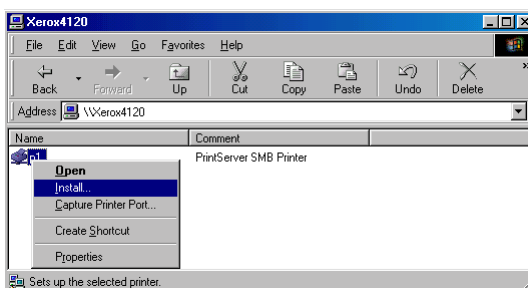 Xerox4120
File Edit View Go Favorites Help
Back Forward Up Cut Copy Paste Undo Delete
Address \\Xerox4120
Name Comment
p1 PrintServer SMB Printer
Open
Install...
Capture Printer Port...
Create Shortcut
Properties
Sets up the selected printer.